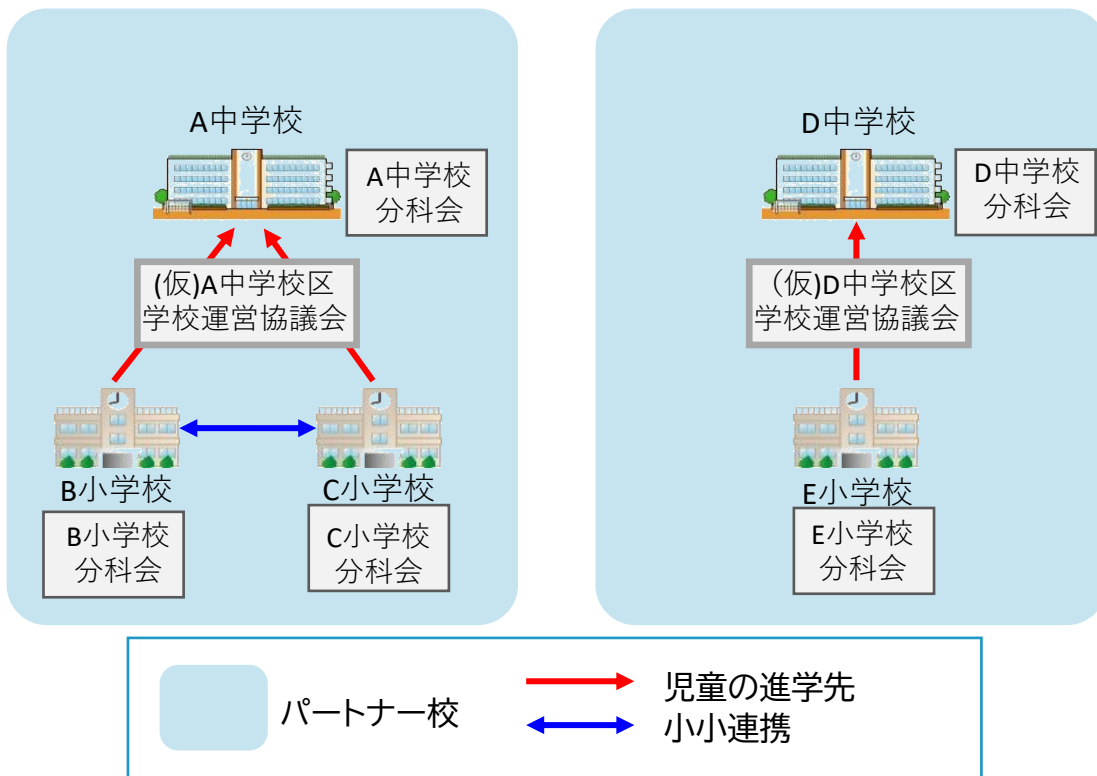 A中学校
A中学校
分科会
(仮)A中学校区
学校運営協議会
B小学校
B小学校
分科会
C小学校
C小学校
分科会
D中学校
D中学校
分科会
（仮)D中学校区
学校運営協議会
E小学校
E小学校
分科会
パートナー校
児童の進学先
小小連携